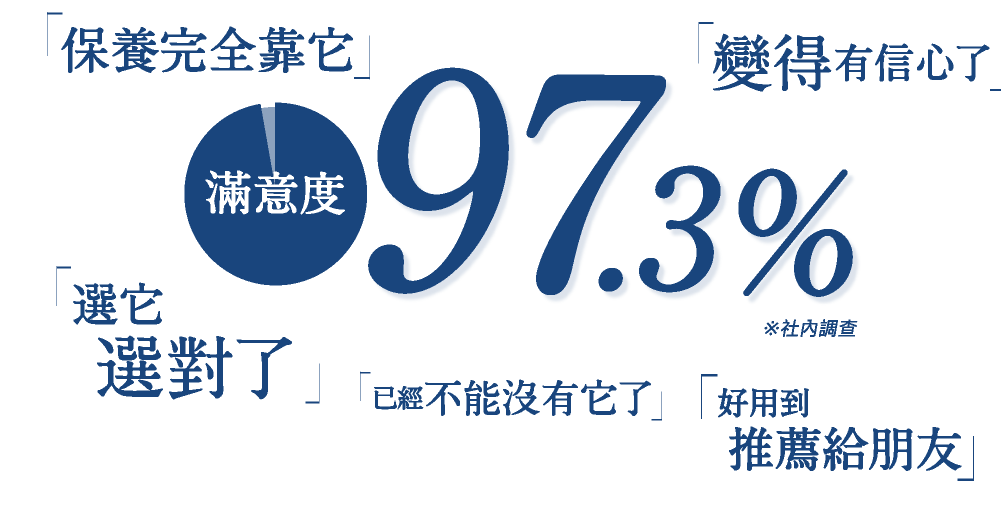 「保養完全靠它」
「變得有信心了」
滿意度
97.3%
※社內調查
「選它
選對了」
「已經不能沒有它了」
「好用到
推薦給朋友」